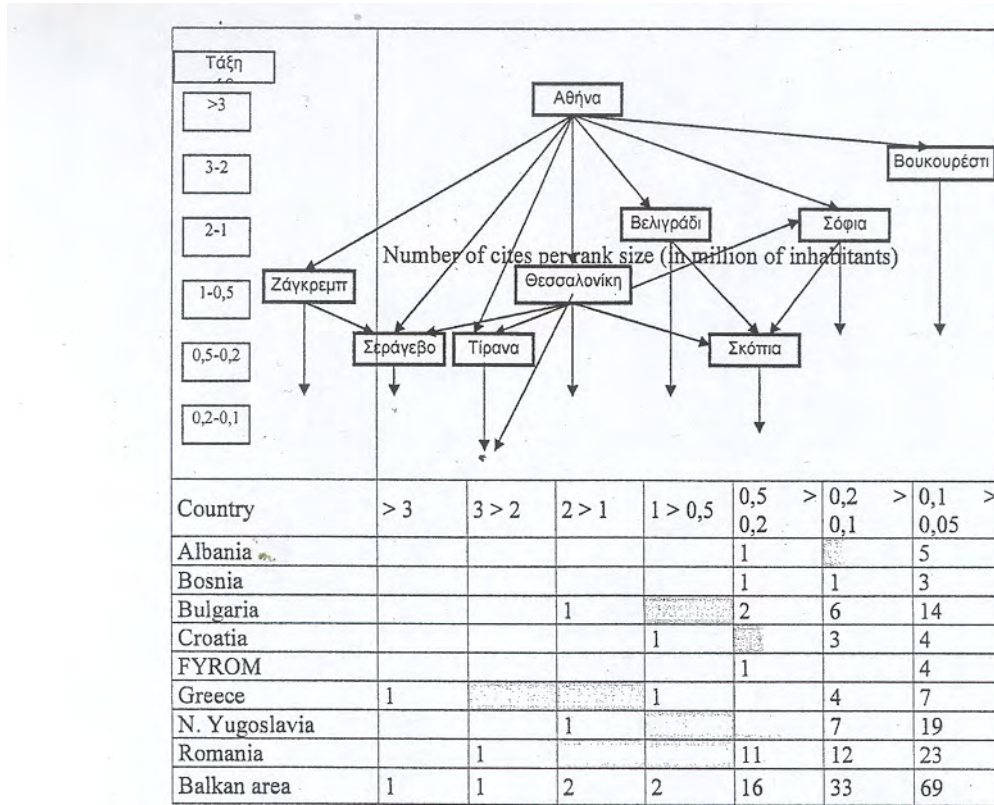 Τάξη
>3
Αθήνα
3-2
Βουκουρέστι
2-1
Βελιγράδι
Σόφια
Number of cites per rank size (in million of inhabitants)
1-0,5
Ζάγκρεμπ
Θεσσαλονίκη
0,5-0,2
Σεράγεβο
Τίρανα
Σκόπια
0,2-0,1
Country > 3 3 > 2 2 > 1 1 > 0,5 0,5 > 0,2 0,2 > 0,1 0,1 > 0,05
Albania 1 5
Bosnia 1 1 3
Bulgaria 1 2 6 14
Croatia 1 3 4
FYROM 1 4
Greece 1 1 4 7
N. Yugoslavia 1 7 19
Romania 1 11 12 23
Balkan area 1 1 2 2 16 33 69